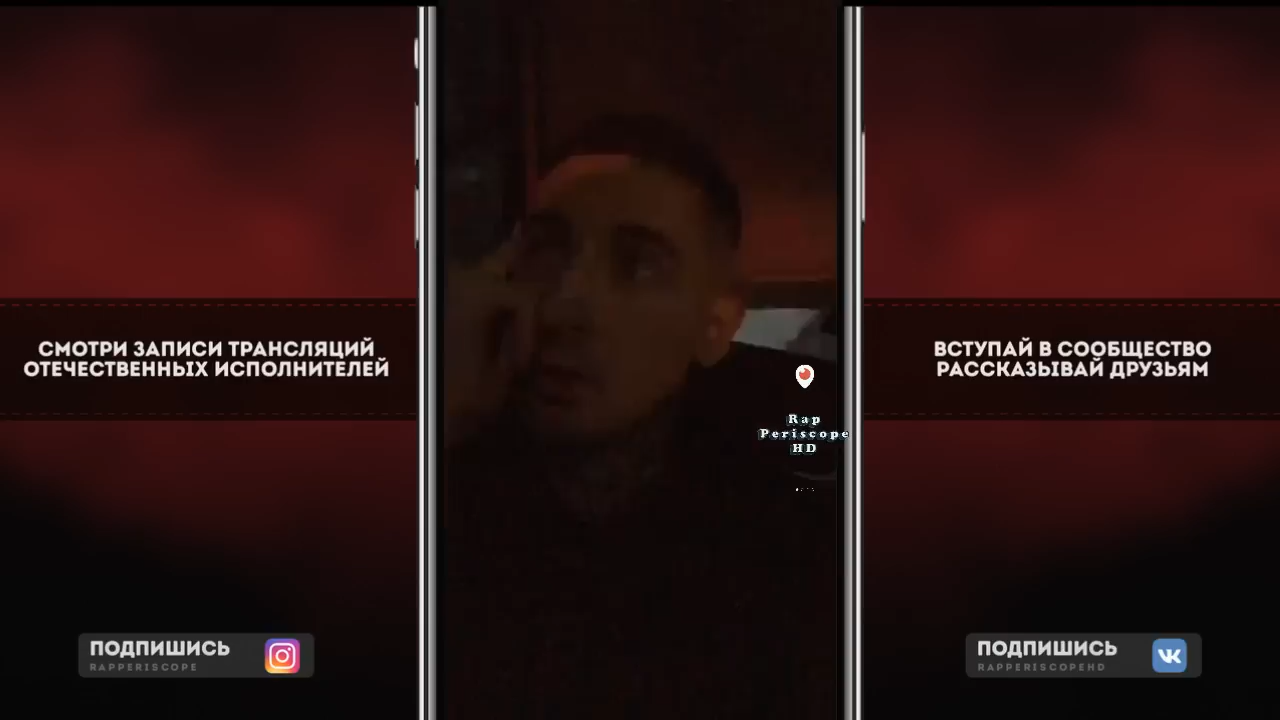 СМОТРИ ЗАПИСИ ТРАНСЛЯЦИЙ
ОТЕЧЕСТВЕННЫХ ИСПОЛНИТЕЛЕЙ
ВСТУПАЙ В СООБЩЕСТВО
РАССКАЗЫВАЙ ДРУЗЬЯМ
Rap
Periscope
HD
ПОДПИШИСЬ
RAPPERISCOPE
ПОДПИШИСЬ
RAPPERISCOPEHD